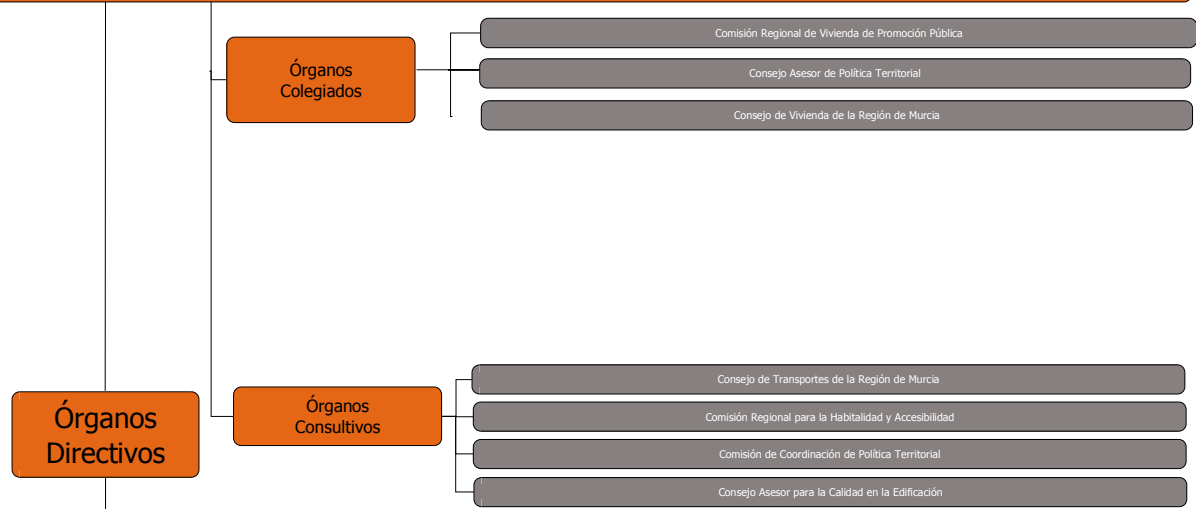 Órganos
Colegiados
Comisión Regional de Vivienda de Promoción Pública
Consejo Asesor de Política Territorial
Consejo de Vivienda de la Región de Murcia
Órganos
Directivos
Órganos
Consultivos
Consejo de Transportes de la Región de Murcia
Comisión Regional para la Habitalidad y Accesibilidad
Comisión de Coordinación de Política Territorial
Consejo Asesor para la Calidad en la Edificación